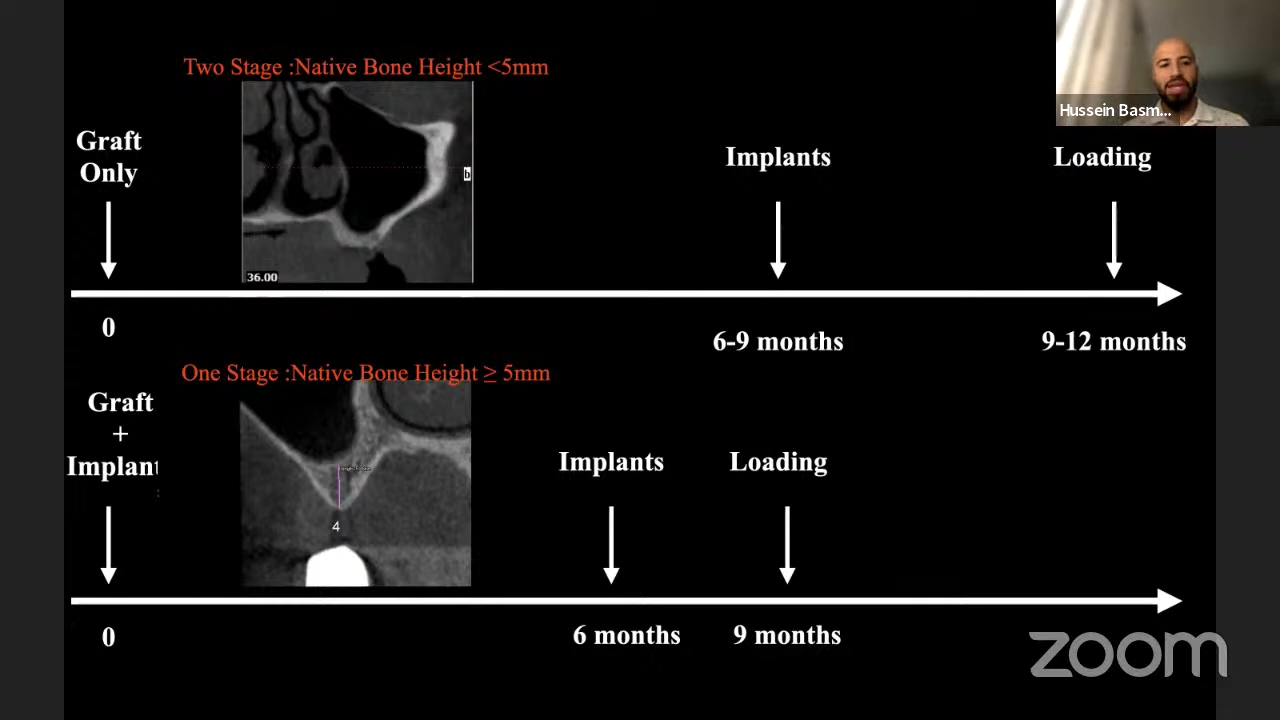 Two Stage :Native Bone Height <5mm
Hussein Basm...
Graft
Only
Implants
Loading
b
36.00
0
6-9 months
9-12 months
One Stage :Native Bone Height ≥ 5mm
Graft
+
Implant
Implants
Loading
4
0
6 months
9 months
zoom